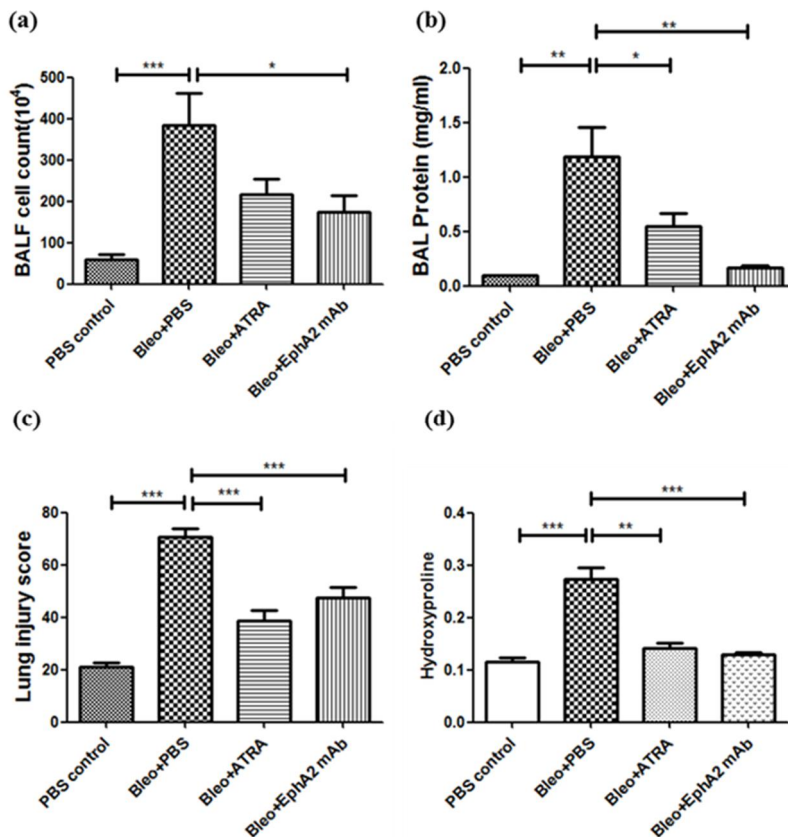 (a)
*** *
BALF cell count(10⁴)
500
400
300
200
100
0
PBS control
Bleo+PBS
Bleo+ATRA
Bleo+EphA2 mAb
(b)
**
** *
BAL Protein (mg/ml)
2.0
1.5
1.0
0.5
0.0
PBS control
Bleo+PBS
Bleo+ATRA
Bleo+EphA2 mAb
(c)
***
*** ***
Lung injury score
80
60
40
20
0
PBS control
Bleo+PBS
Bleo+ATRA
Bleo+EphA2 mAb
(d)
***
*** **
Hydroxyproline
0.4
0.3
0.2
0.1
0.0
PBS control
Bleo+PBS
Bleo+ATRA
Bleo+EphA2 mAb